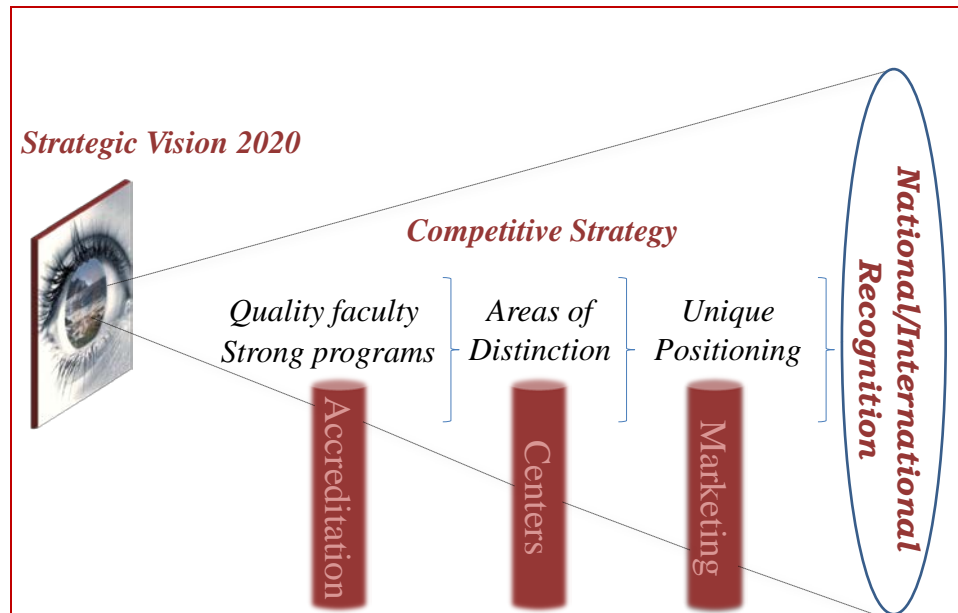 Strategic Vision 2020
Competitive Strategy
Quality faculty
Strong programs
Areas of
Distinction
Unique
Positioning
Accreditation
Centers
Marketing
National/International
Recognition